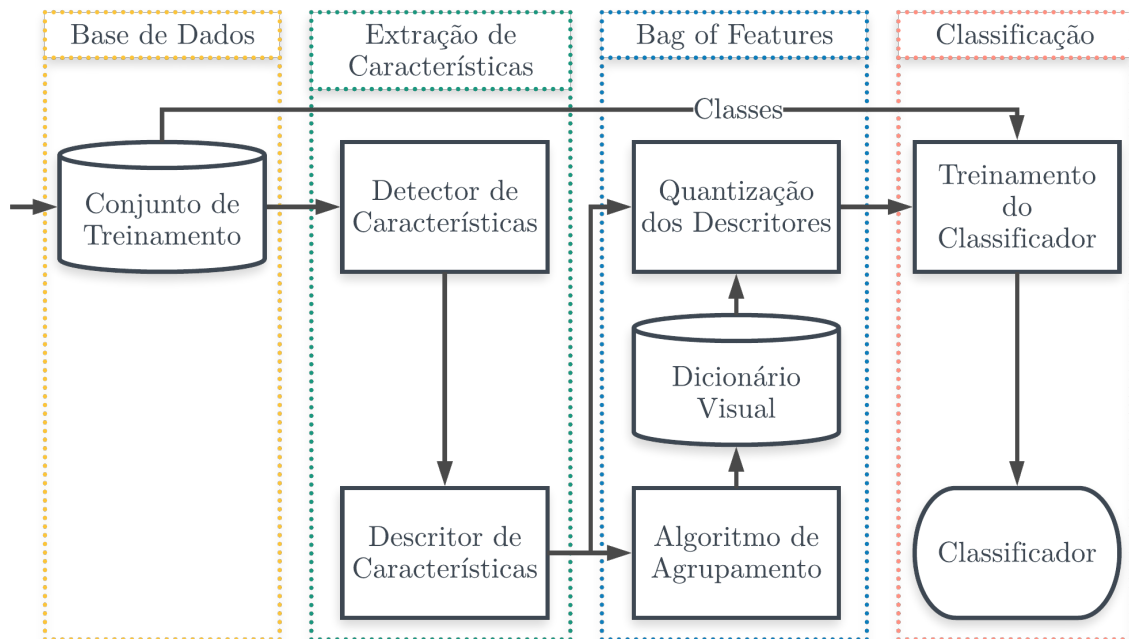 Base de Dados
Extração de
Características
Bag of Features
Classificação
Classes
Conjunto de
Treinamento
Detector de
Características
Quantização
dos Descritores
Treinamento
do
Classificador
Dicionário
Visual
Descritor de
Características
Algoritmo de
Agrupamento
Classificador